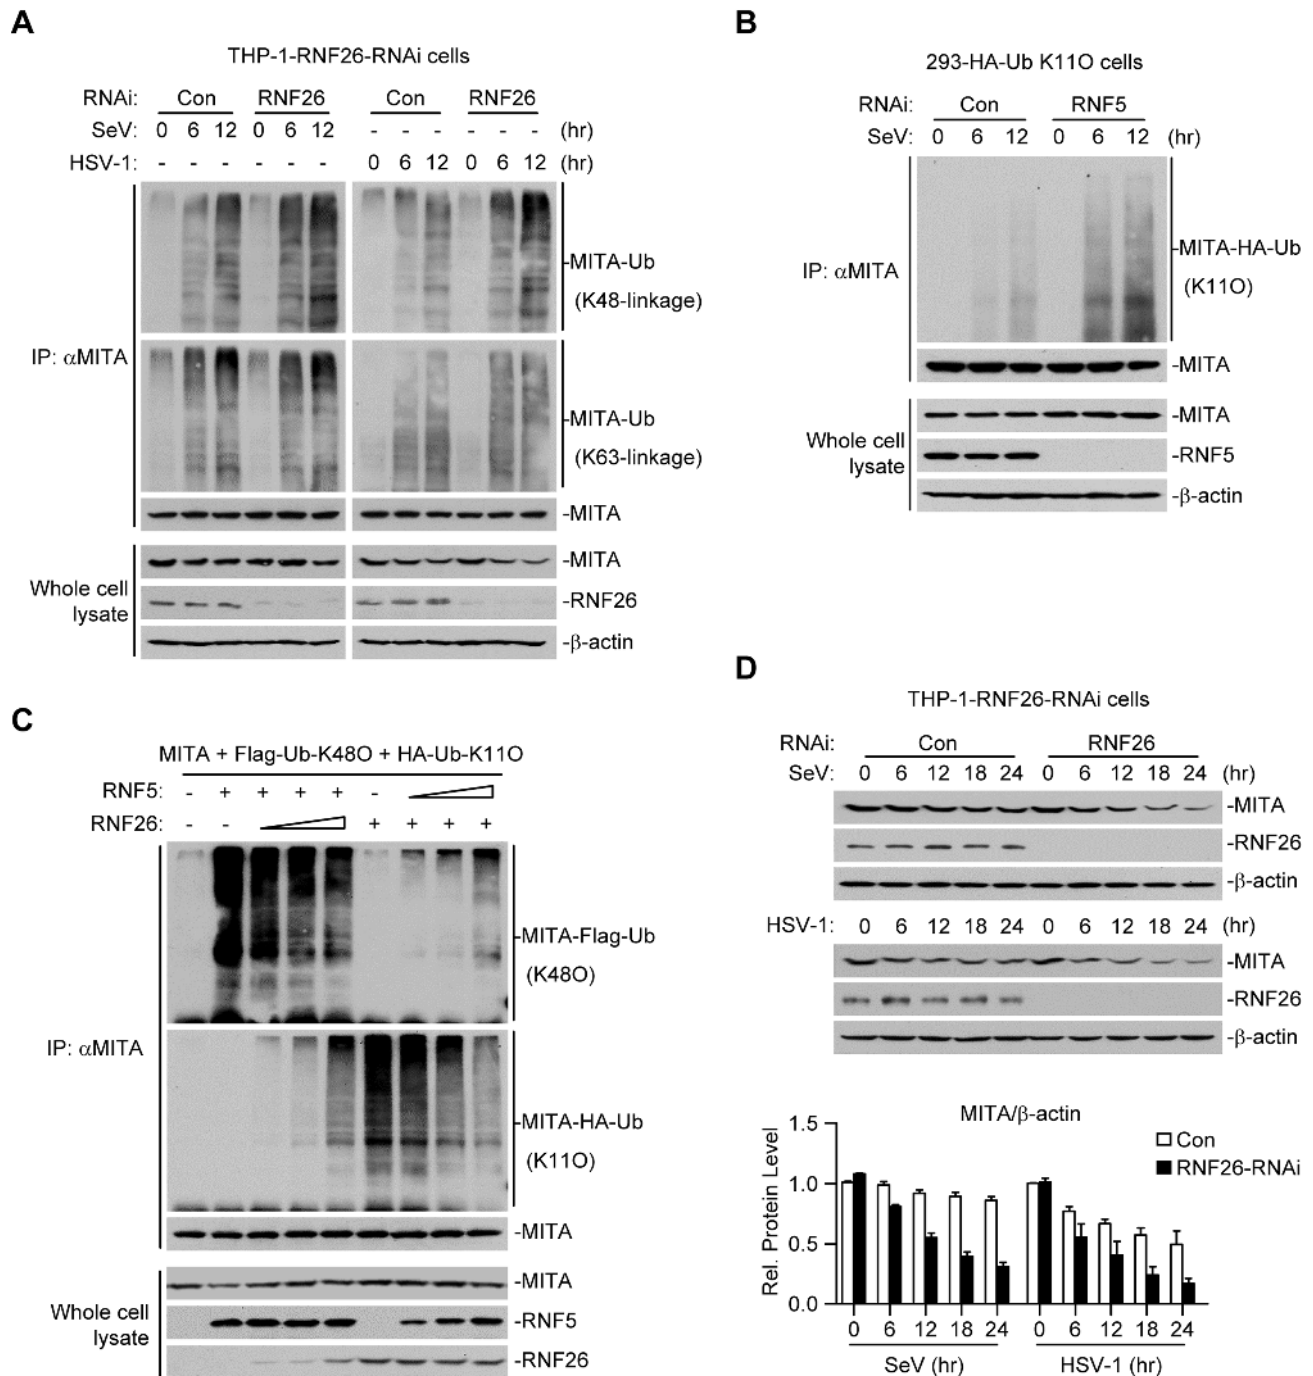 A
THP-1-RNF26-RNAi cells
RNAi: Con RNF26 Con RNF26
SeV: 0 6 12 0 6 12 - - - - - - (hr)
HSV-1: - - - - - - 0 6 12 0 6 12 (hr)
IP: αMITA
MITA-Ub
(K48-linkage)
MITA-Ub
(K63-linkage)
-MITA
Whole cell
lysate
-MITA
-RNF26
-β-actin
B
293-HA-Ub K11O cells
RNAi: Con RNF5
SeV: 0 6 12 0 6 12 (hr)
IP: αMITA
MITA-HA-Ub
(K11O)
-MITA
Whole cell
lysate
-MITA
-RNF5
-β-actin
C
MITA + Flag-Ub-K48O + HA-Ub-K11O
RNF5: - + + + + -
RNF26: - - + + + +
IP: αMITA
MITA-Flag-Ub
(K48O)
MITA-HA-Ub
(K11O)
-MITA
Whole cell
lysate
-MITA
-RNF5
-RNF26
D
THP-1-RNF26-RNAi cells
RNAi: Con RNF26
SeV: 0 6 12 18 24 0 6 12 18 24 (hr)
-MITA
-RNF26
-β-actin
HSV-1: 0 6 12 18 24 0 6 12 18 24 (hr)
-MITA
-RNF26
-β-actin
MITA/β-actin
Rel. Protein Level
1.5
1.0
0.5
0.0
Con
RNF26-RNAi
0 6 12 18 24 0 6 12 18 24
SeV (hr) HSV-1 (hr)